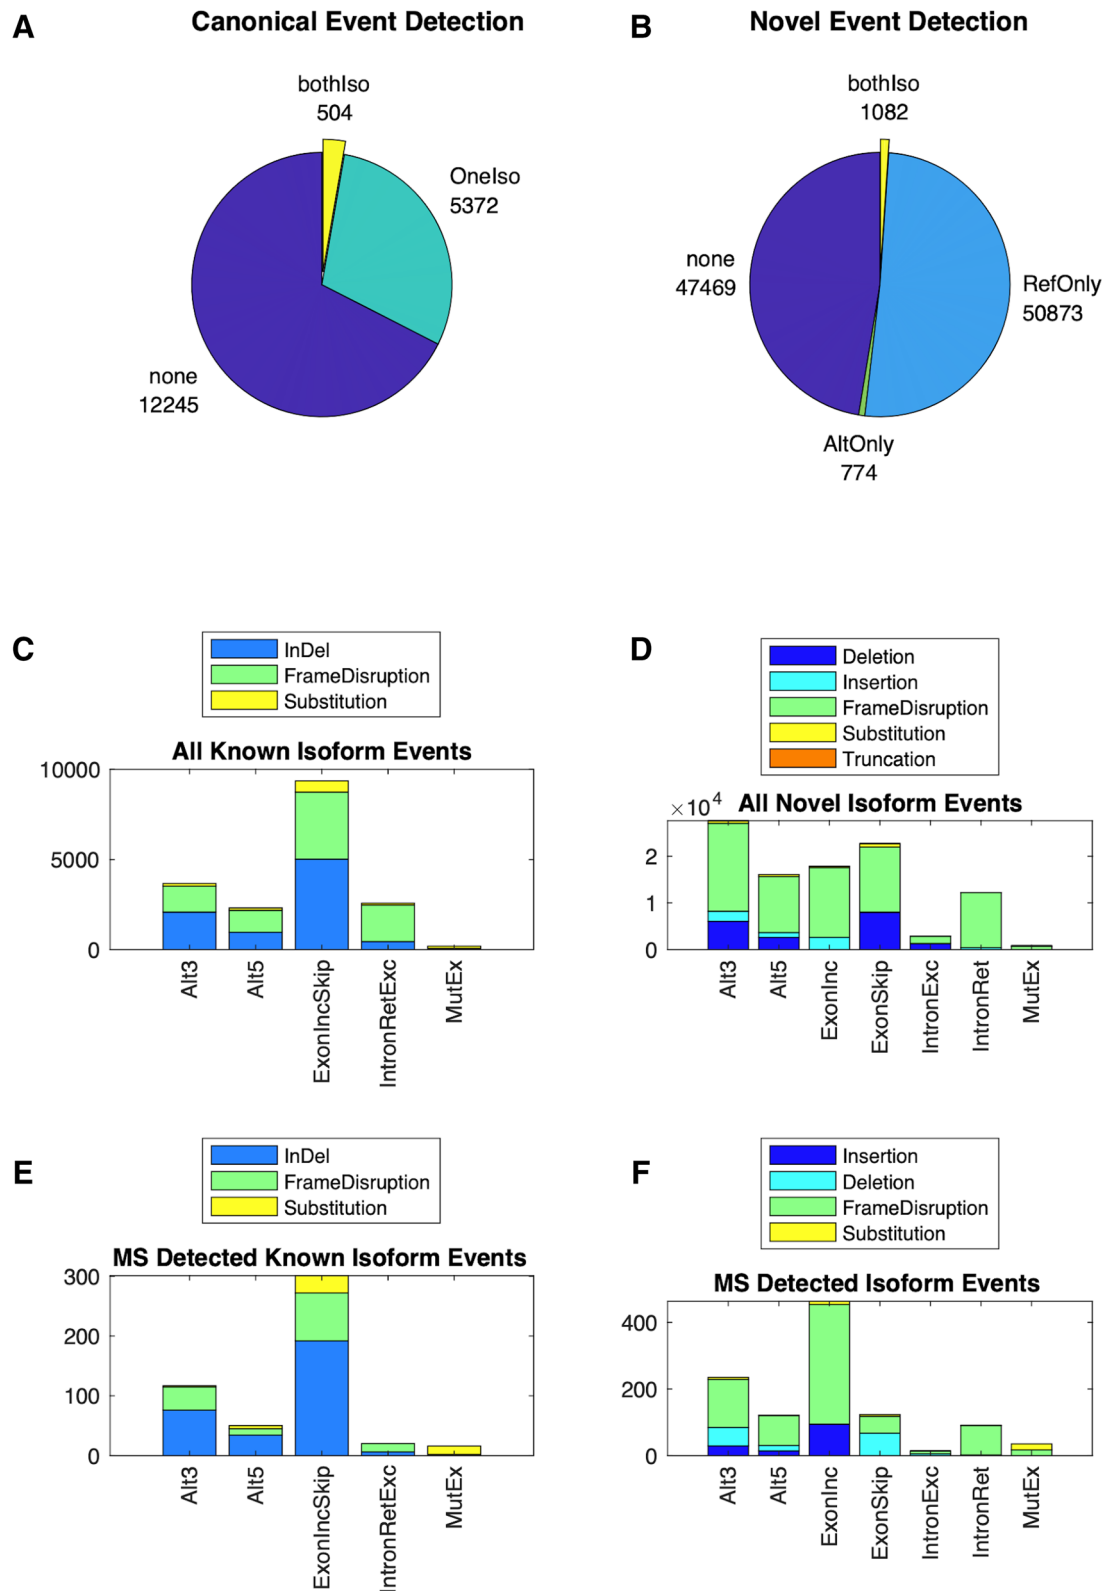 A
Canonical Event Detection
bothIso
504
OneIso
5372
none
12245
B
Novel Event Detection
bothIso
1082
none
47469
RefOnly
50873
AltOnly
774
C
InDel
FrameDisruption
Substitution
All Known Isoform Events
10000
5000
0
Alt3
Alt5
ExonIncSkip
IntronRetExc
MutEx
D
Deletion
Insertion
FrameDisruption
Substitution
Truncation
×10⁴ All Novel Isoform Events
2
1
0
Alt3
Alt5
ExonInc
ExonSkip
IntronExc
IntronRet
MutEx
E
InDel
FrameDisruption
Substitution
MS Detected Known Isoform Events
300
200
100
0
Alt3
Alt5
ExonIncSkip
IntronRetExc
MutEx
F
Insertion
Deletion
FrameDisruption
Substitution
MS Detected Isoform Events
400
200
0
Alt3
Alt5
ExonInc
ExonSkip
IntronExc
IntronRet
MutEx